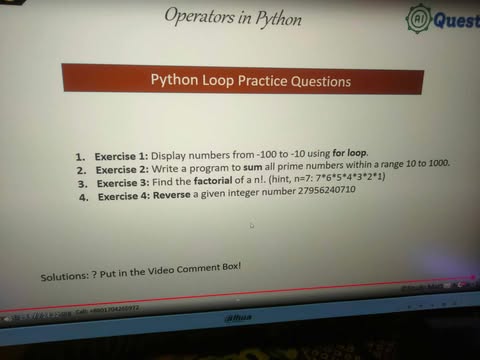 Operators in Python
AI Quest
Python Loop Practice Questions
1. Exercise 1: Display numbers from -100 to -10 using for loop.
2. Exercise 2: Write a program to sum all prime numbers within a range 10 to 1000.
3. Exercise 3: Find the factorial of a n!. (hint, n=7: 7*6*5*4*3*2*1)
4. Exercise 4: Reverse a given integer number 27956240710
Solutions: ? Put in the Video Comment Box!
Call:
alhua